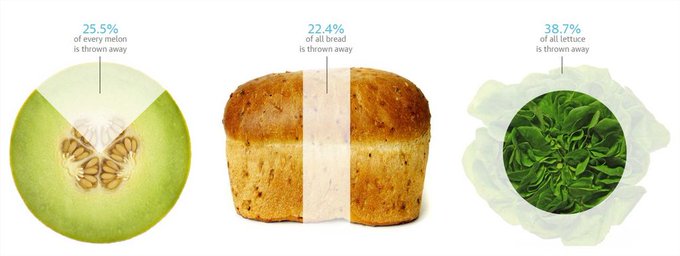 25.5%
of every melon
is thrown away
22.4%
of all bread
is thrown away
38.7%
of all lettuce
is thrown away